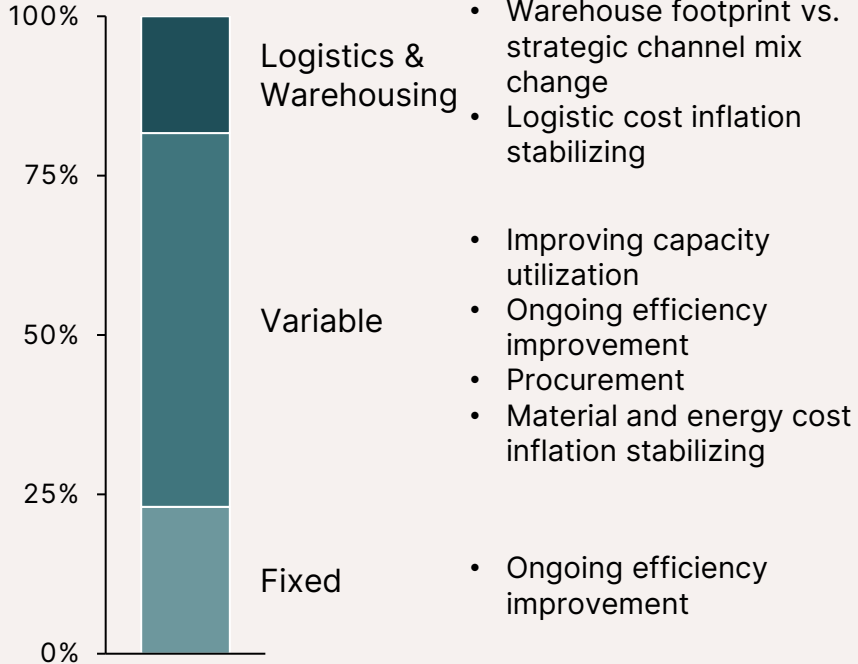 100%
75%
50%
25%
0%
Logistics &
Warehousing
• Warehouse footprint vs.
strategic channel mix
change
• Logistic cost inflation
stabilizing
Variable
• Improving capacity
utilization
• Ongoing efficiency
improvement
• Procurement
• Material and energy cost
inflation stabilizing
Fixed
• Ongoing efficiency
improvement